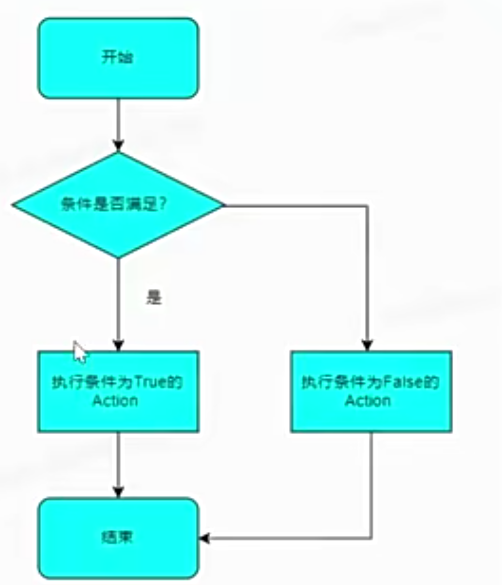 开始
条件是否满足?
是
执行条件为True的
Action
执行条件为False的
Action
结束